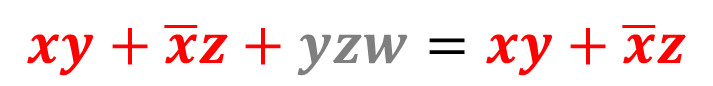 xy + x̅z + yzw = xy + x̅z